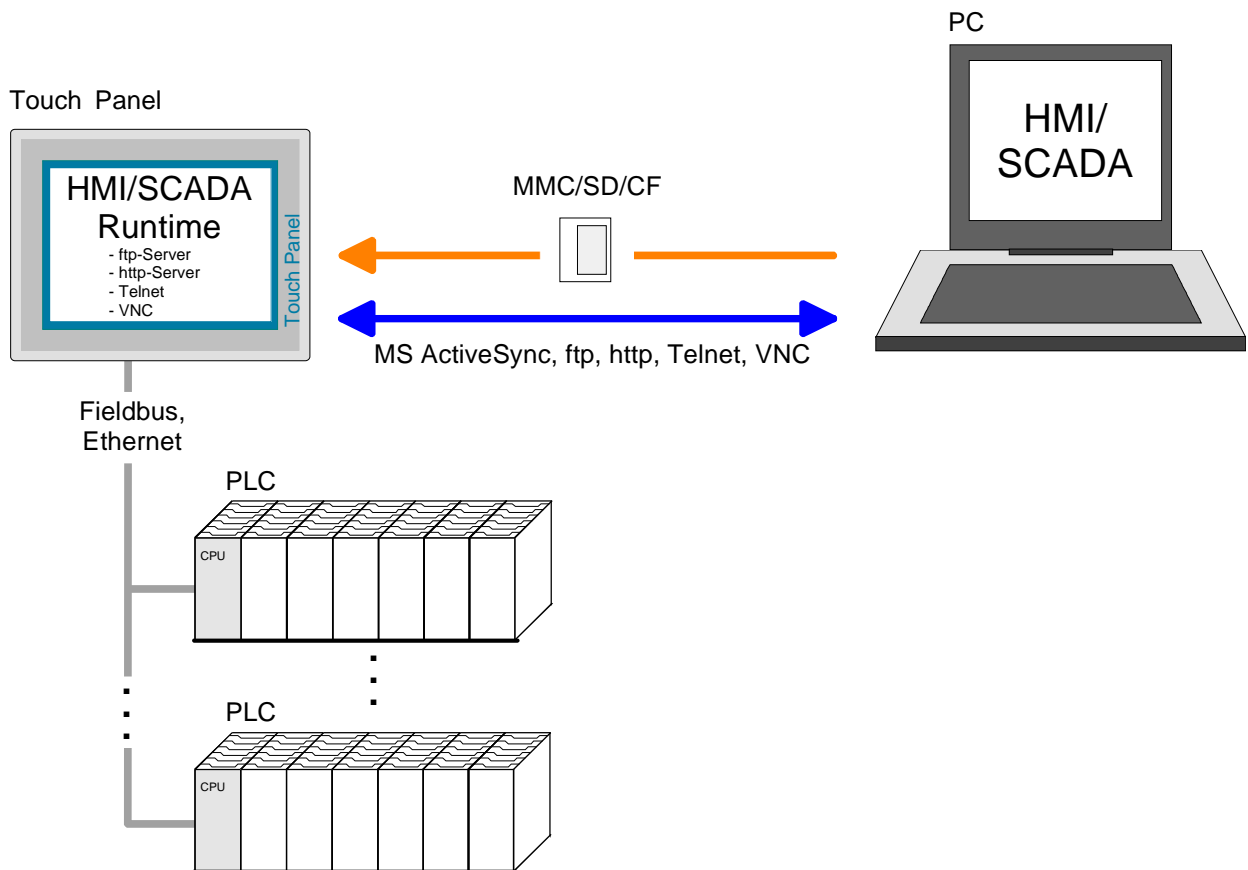 PC
Touch Panel
HMI/
SCADA
HMI/SCADA
Runtime
- ftp-Server
- http-Server
- Telnet
- VNC
Touch Panel
MMC/SD/CF
MS ActiveSync, ftp, http, Telnet, VNC
Fieldbus,
Ethernet
PLC
CPU
PLC
CPU